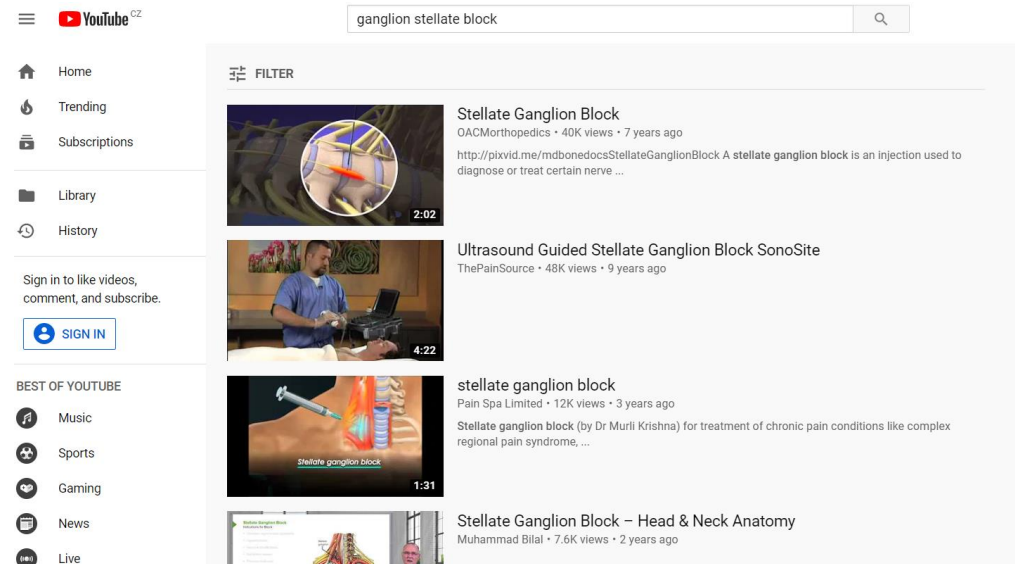 YouTube CZ
ganglion stellate block
Home
Trending
Subscriptions
Library
History
Sign in to like videos,
comment, and subscribe.
SIGN IN
BEST OF YOUTUBE
Music
Sports
Gaming
News
Live
FILTER
2:02
Stellate Ganglion Block
OACMorthopedics • 40K views • 7 years ago
http://pixvid.me/mdbonedocsStellateGanglionBlock A stellate ganglion block is an injection used to
diagnose or treat certain nerve ...
4:22
Ultrasound Guided Stellate Ganglion Block SonoSite
ThePainSource • 48K views • 9 years ago
Stellate ganglion block
1:31
stellate ganglion block
Pain Spa Limited • 12K views • 3 years ago
Stellate ganglion block (by Dr Murli Krishna) for treatment of chronic pain conditions like complex
regional pain syndrome, ...
Stellate Ganglion Block
Stellate Ganglion Block – Head & Neck Anatomy
Muhammad Bilal • 7.6K views • 2 years ago